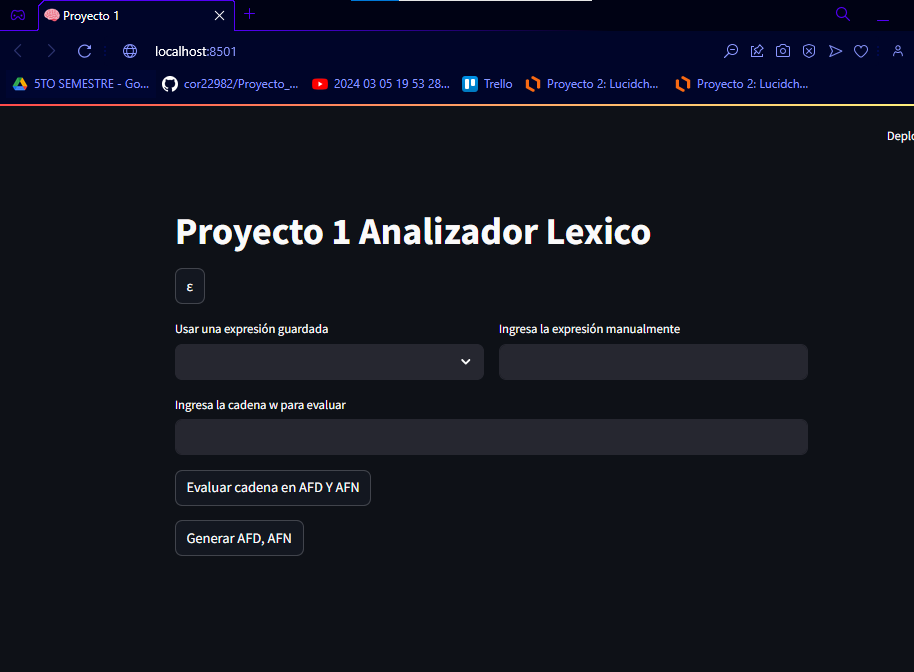 Proyecto 1
localhost:8501
5TO SEMESTRE - Go...
cor22982/Proyecto_...
2024 03 05 19 53 28...
Trello
Proyecto 2: Lucidch...
Proyecto 2: Lucidch...
Deplo
Proyecto 1 Analizador Lexico
ε
Usar una expresión guardada
Ingresa la expresión manualmente
Ingresa la cadena w para evaluar
Evaluar cadena en AFD Y AFN
Generar AFD, AFN